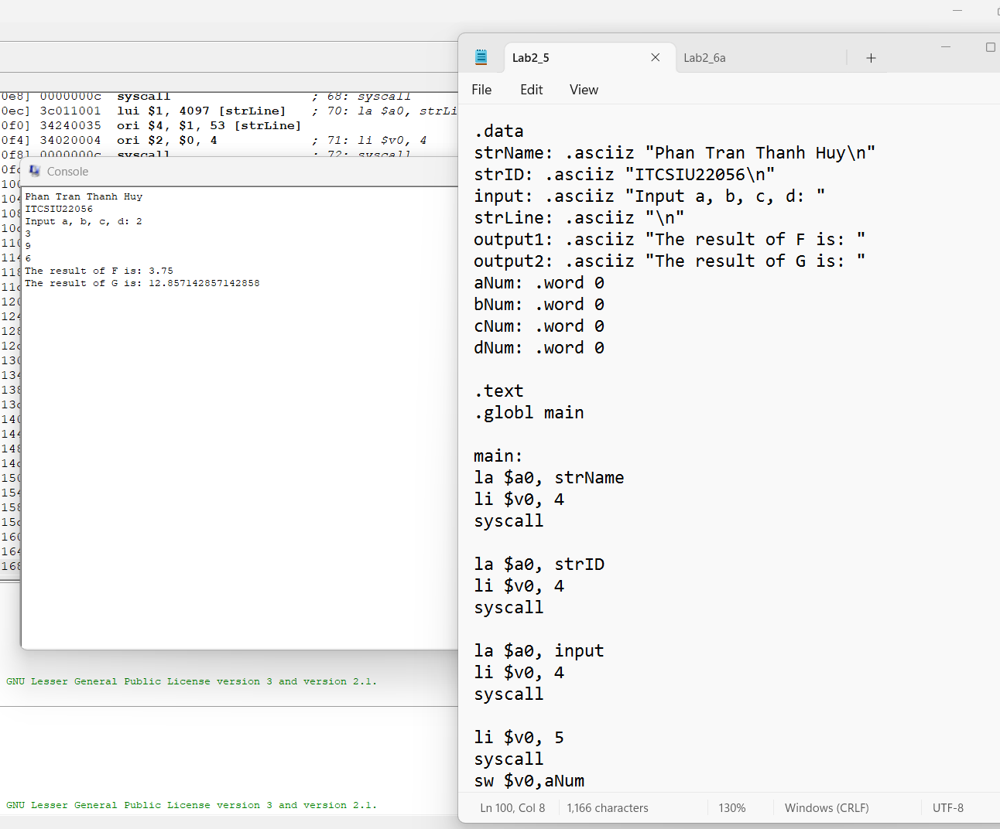 0e8] 0000000c syscall ; 68: syscall
0ec] 3c011001 lui $1, 4097 [strLine] ; 70: la $a0, strLi
0f0] 34240035 ori $4, $1, 53 [strLine]
0f4] 34020004 ori $2, $0, 4 ; 71: li $v0, 4
0f8] 0000000c syscall ; 72: syscall
0fc
100
104
108
10c
110
114
118
11c
120
124
128
12c
130
134
138
13c
140
144
148
14c
150
154
158
15c
160
164
168
Console
Phan Tran Thanh Huy
ITCSIU22056
Input a, b, c, d: 2
3
9
6
The result of F is: 3.75
The result of G is: 12.857142857142858
GNU Lesser General Public License version 3 and version 2.1.
GNU Lesser General Public License version 3 and version 2.1.
Lab2_5
Lab2_6a
File Edit View
.data
strName: .asciiz "Phan Tran Thanh Huy\n"
strID: .asciiz "ITCSIU22056\n"
input: .asciiz "Input a, b, c, d: "
strLine: .asciiz "\n"
output1: .asciiz "The result of F is: "
output2: .asciiz "The result of G is: "
aNum: .word 0
bNum: .word 0
cNum: .word 0
dNum: .word 0
.text
.globl main
main:
la $a0, strName
li $v0, 4
syscall
la $a0, strID
li $v0, 4
syscall
la $a0, input
li $v0, 4
syscall
li $v0, 5
syscall
sw $v0,aNum
Ln 100, Col 8 1,166 characters 130% Windows (CRLF) UTF-8